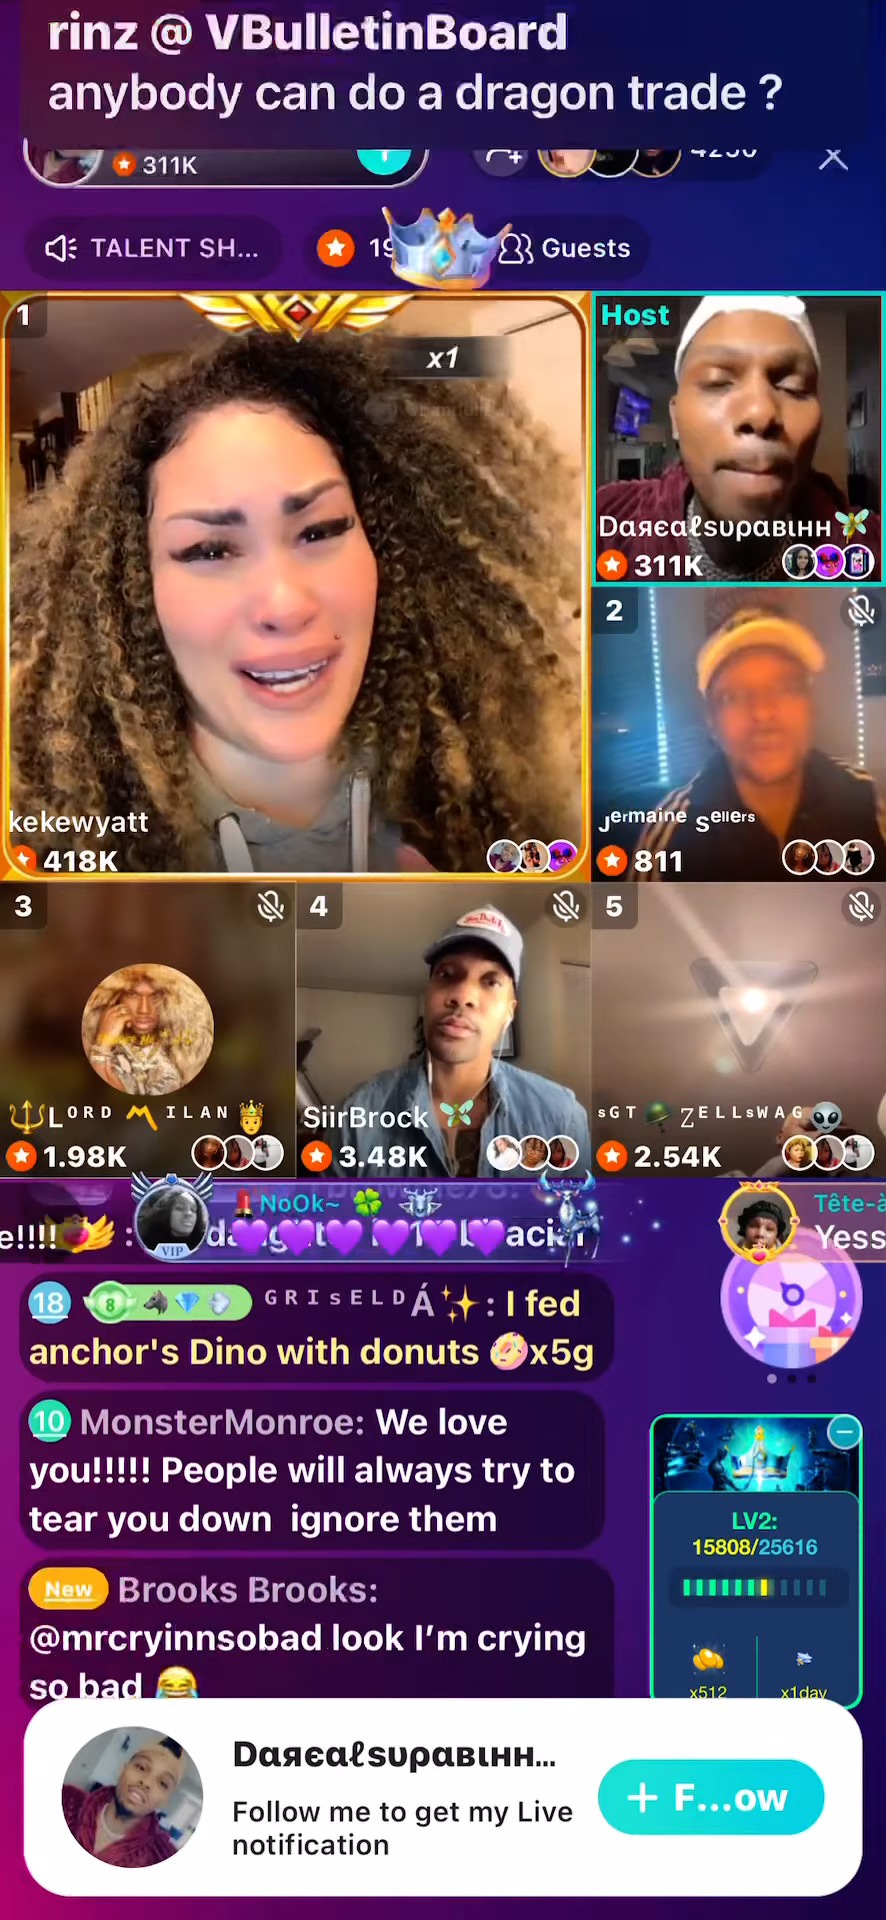 rinz @ VBulletinBoard
anybody can do a dragon trade ?
311K
TALENT SH...
Guests
1
x1
kekewyatt
418K
Host
Dαяєαℓsυραвιнн
311K
2
Jᵉʳᵐᵃⁱⁿᵉ Sᵉˡˡᵉʳˢ
811
3
Lᴼᴿᴰ ᴹᴵᴸᴬᴺ
1.98K
4
SiirBrock
3.48K
5
ˢᴳᵀ Zᴱᴸᴸˢᵂᴬᴳ
2.54K
NoOk~
e!!!! :
VIP
Tête-à
Yess
18 8 ᴳᴿᴵˢᴱᴸᴰÁ✨: I fed
anchor's Dino with donuts 🍩x5g
10 MonsterMonroe: We love
you!!!!! People will always try to
tear you down ignore them
New Brooks Brooks:
@mrcryinnsobad look I'm crying
so bad 😂
LV2:
15808/25616
x512
x1day
Dαяєαℓsυραвιнн...
Follow me to get my Live
notification
+ F...ow